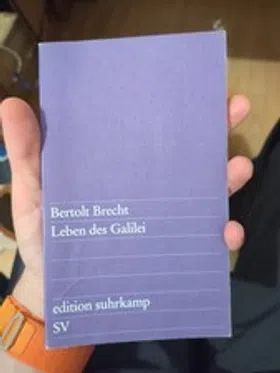 Bertolt Brecht
Leben des Galilei
edition suhrkamp
SV